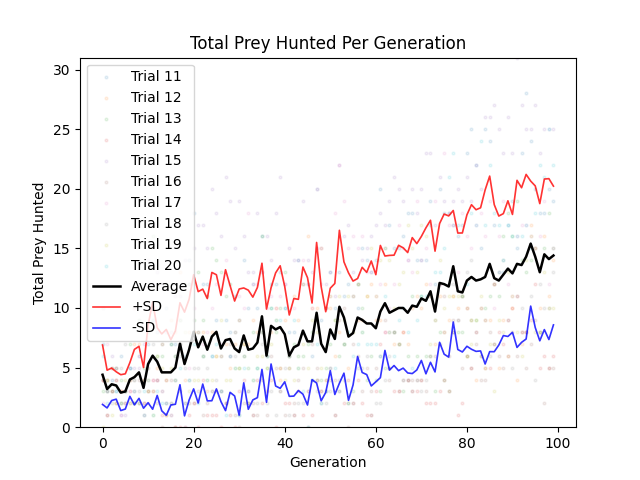 Total Prey Hunted Per Generation
Total Prey Hunted
30
25
20
15
10
5
0
Trial 11
Trial 12
Trial 13
Trial 14
Trial 15
Trial 16
Trial 17
Trial 18
Trial 19
Trial 20
Average
+SD
-SD
0 20 40 60 80 100
Generation